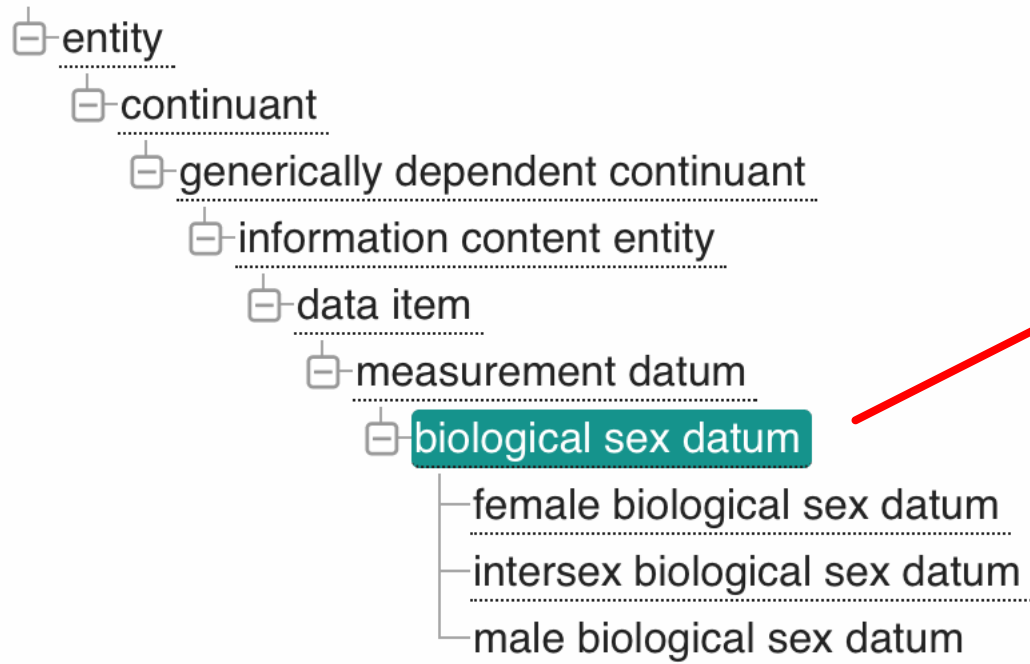 entity
continuant
generically dependent continuant
information content entity
data item
measurement datum
biological sex datum
female biological sex datum
intersex biological sex datum
male biological sex datum